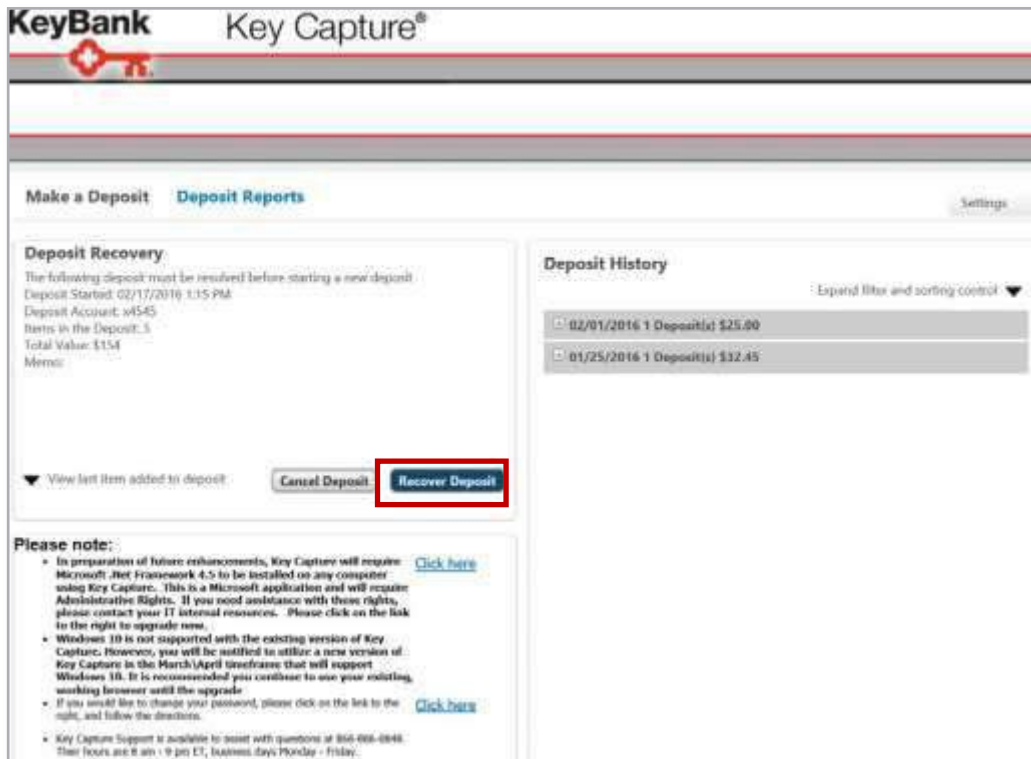 KeyBank
Key Capture®
Make a Deposit
Deposit Reports
Settings
Deposit Recovery
The following deposit must be resolved before starting a new deposit
Deposit Started: 02/17/2016 1:15 PM
Deposit Account: x4545
Items in the Deposit: 5
Total Value: $154
Memo:
View last item added to deposit
Cancel Deposit
Recover Deposit
Deposit History
Expand filter and sorting control
02/01/2016 1 Deposit(s) $25.00
01/25/2016 1 Deposit(s) $32.45
Please note:
• In preparation of future enhancements, Key Capture will require
Microsoft .Net Framework 4.5 to be installed on any computer
using Key Capture. This is a Microsoft application and will require
Administrative Rights. If you need assistance with these rights,
please contact your IT internal resources. Please click on the link
to the right to upgrade now.
Click here
• Windows 10 is not supported with the existing version of Key
Capture. However, you will be notified to utilize a new version of
Key Capture in the March\April timeframe that will support
Windows 10. It is recommended you continue to use your existing,
working browser until the upgrade
• If you would like to change your password, please click on the link to the
right, and follow the directions.
Click here
• Key Capture Support is available to assist with questions at
Their hours are 8 am - 9 pm ET, business days Monday - Friday.